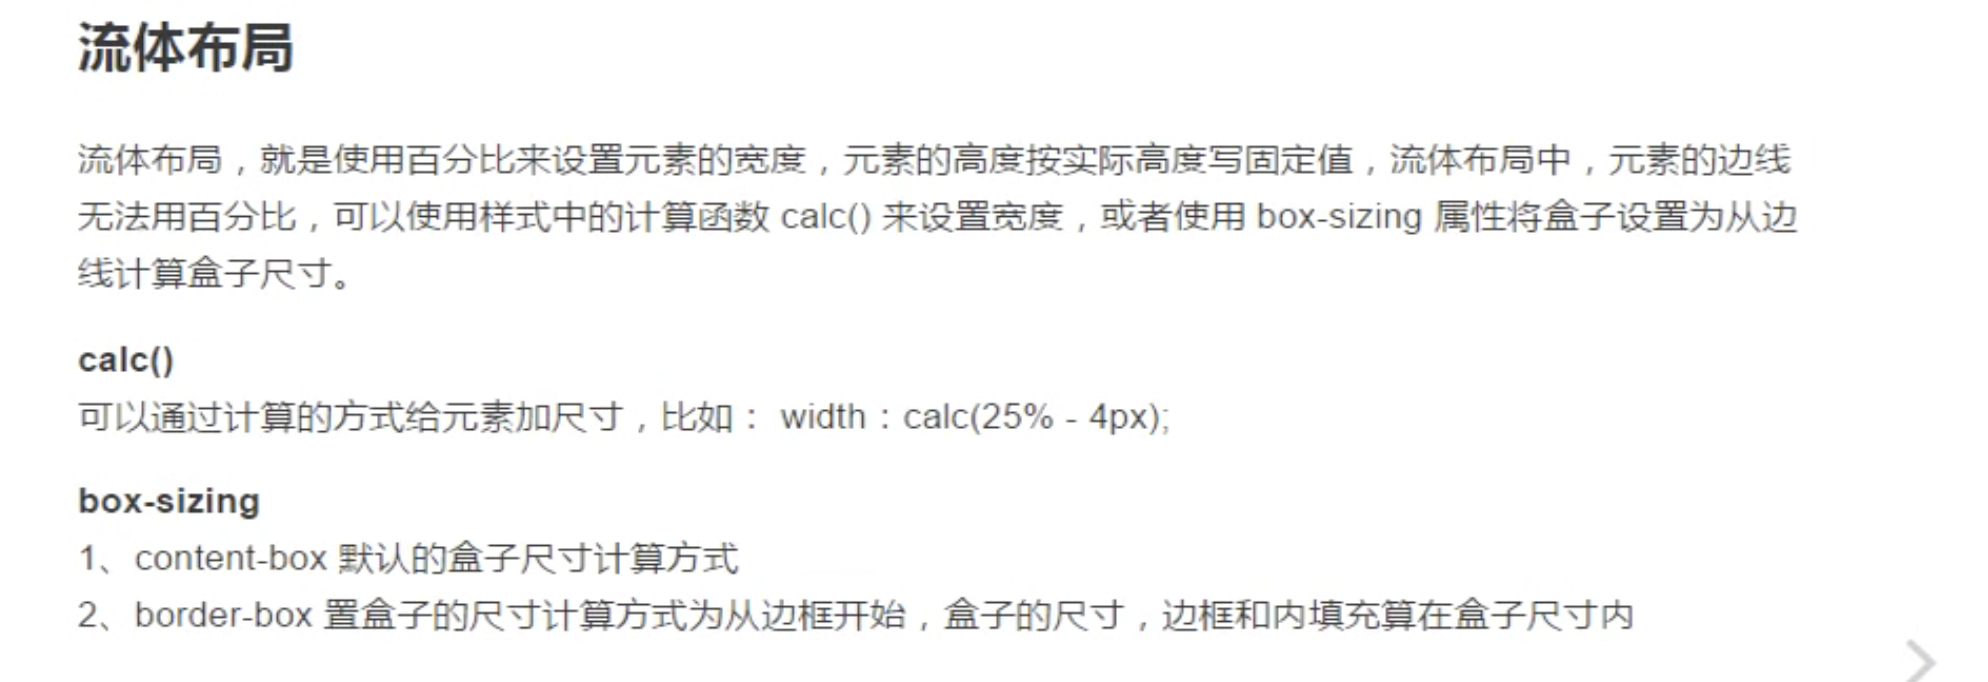 流体布局
流体布局，就是使用百分比来设置元素的宽度，元素的高度按实际高度写固定值，流体布局中，元素的边线
无法用百分比，可以使用样式中的计算函数 calc() 来设置宽度，或者使用 box-sizing 属性将盒子设置为从边
线计算盒子尺寸。
calc()
可以通过计算的方式给元素加尺寸，比如： width：calc(25% - 4px);
box-sizing
1、content-box 默认的盒子尺寸计算方式
2、border-box 置盒子的尺寸计算方式为从边框开始，盒子的尺寸，边框和内填充算在盒子尺寸内